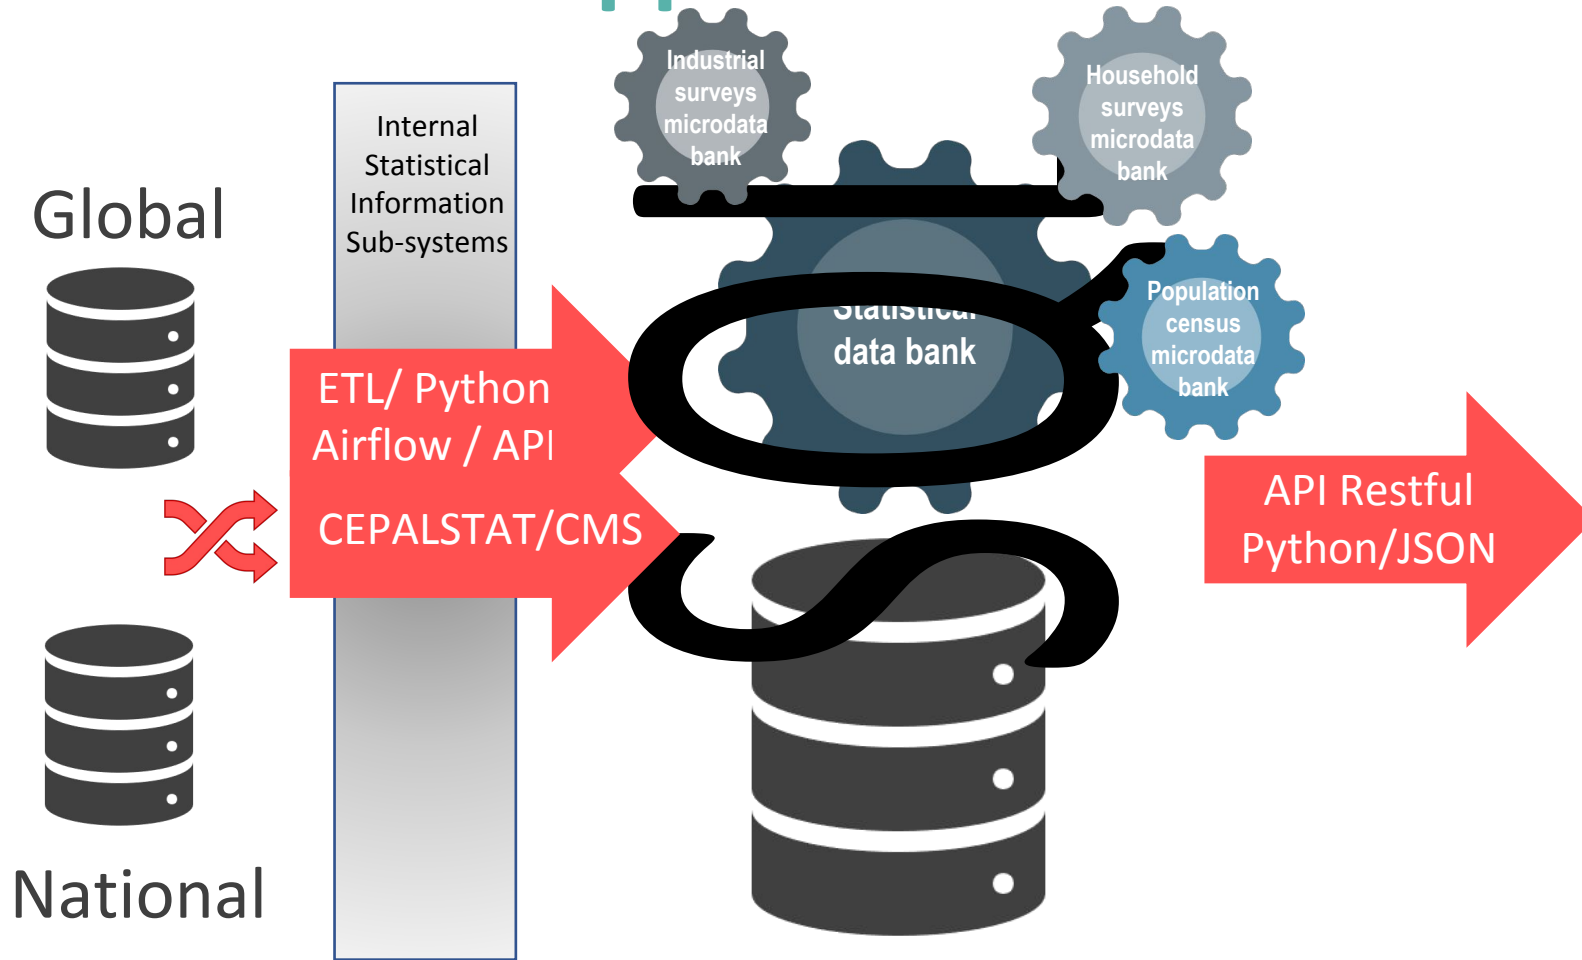 Global
National
Internal
Statistical
Information
Sub-systems
ETL/ Python
Airflow / API
CEPALSTAT/CMS
Industrial
surveys
microdata
bank
Household
surveys
microdata
bank
Statistical
data bank
Population
census
microdata
bank
API Restful
Python/JSON